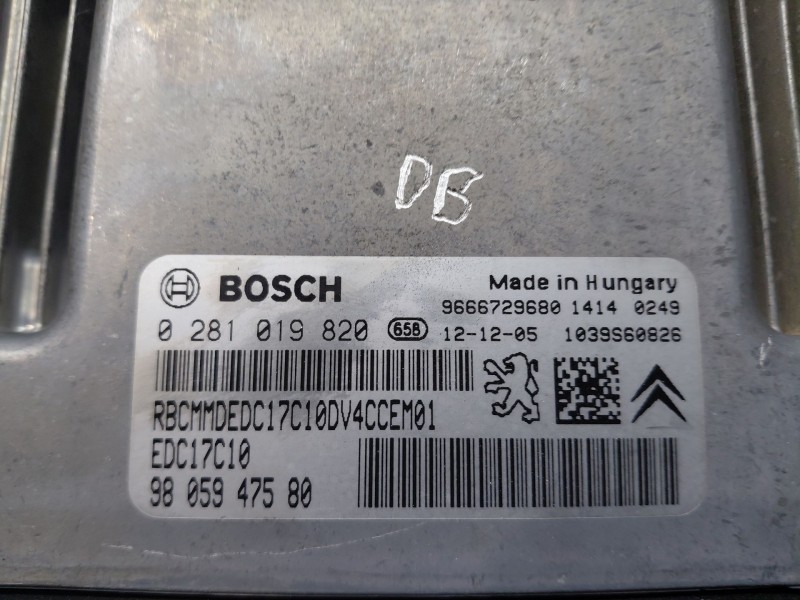 DB
BOSCH
Made in Hungary
9666729680 1414 0249
0 281 019 820 658 12-12-05 1039S60826
RBCMMDEDC17C10DV4CCEM01
EDC17C10
98 059 475 80